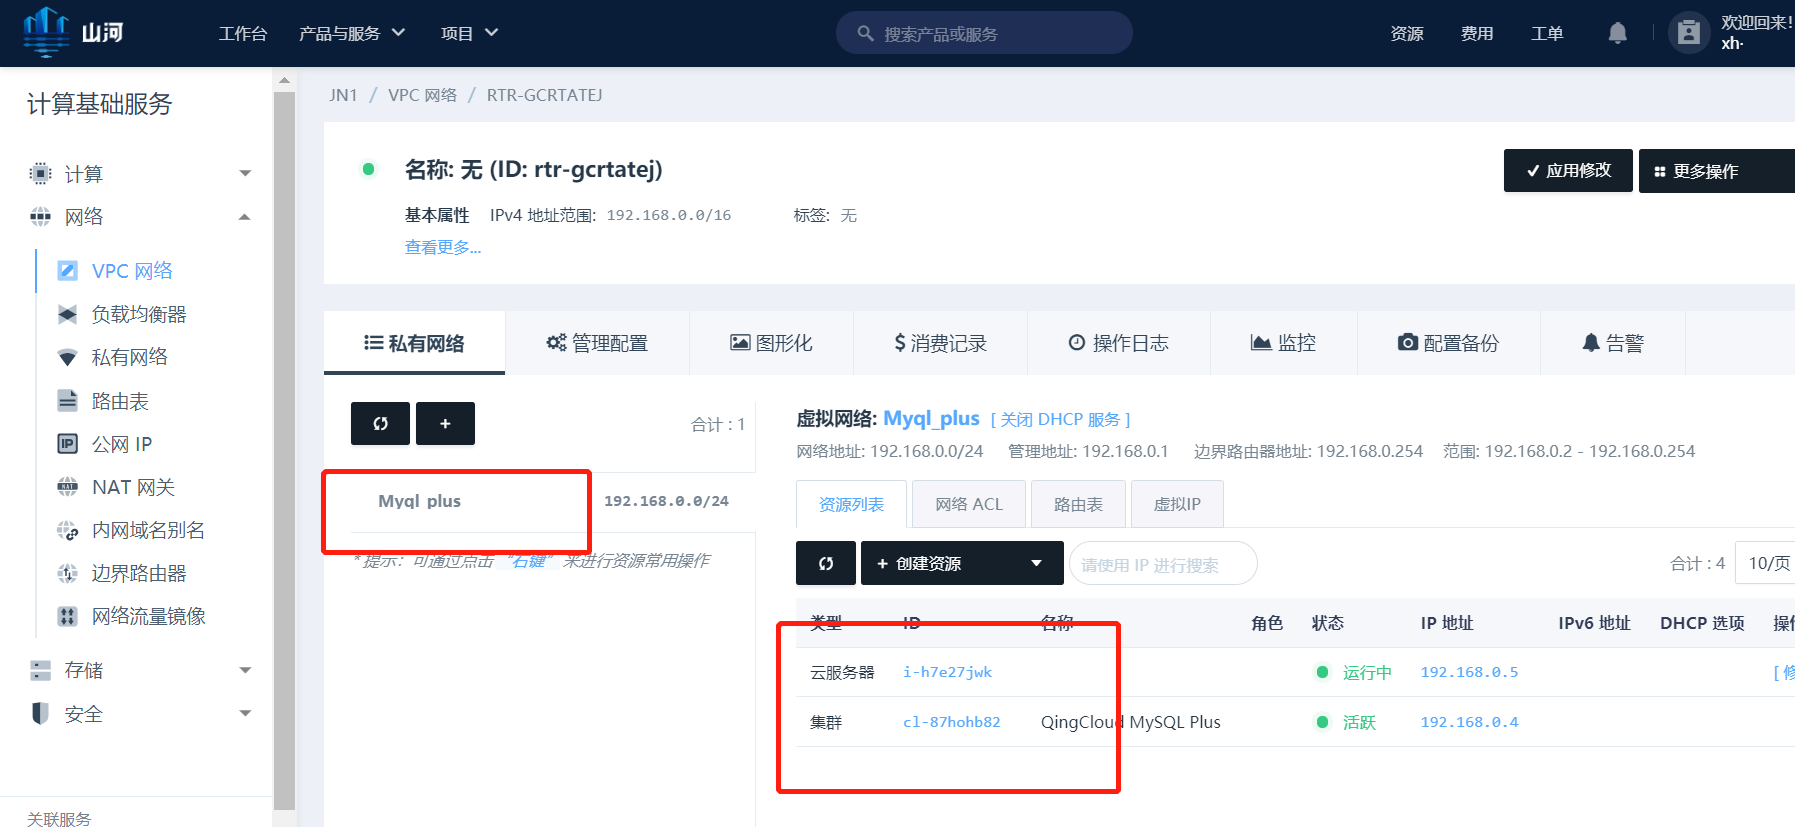 山河
工作台 产品与服务 项目 搜索产品或服务 资源 费用 工单 欢迎回来!
xh·
计算基础服务
计算
网络
VPC 网络
负载均衡器
私有网络
路由表
公网 IP
NAT 网关
内网域名别名
边界路由器
网络流量镜像
存储
安全
关联服务
JN1 / VPC 网络 / RTR-GCRTATEJ
名称: 无 (ID: rtr-gcrtatej)
应用修改 更多操作
基本属性 IPv4 地址范围: 192.168.0.0/16 标签: 无
查看更多...
私有网络 管理配置 图形化 消费记录 操作日志 监控 配置备份 告警
合计 : 1
Myql_plus 192.168.0.0/24
* 提示: 可通过点击 “右键” 来进行资源常用操作
虚拟网络: Myql_plus [ 关闭 DHCP 服务 ]
网络地址: 192.168.0.0/24 管理地址: 192.168.0.1 边界路由器地址: 192.168.0.254 范围: 192.168.0.2 - 192.168.0.254
资源列表 网络 ACL 路由表 虚拟IP
+ 创建资源 请使用 IP 进行搜索 合计 : 4 10/页
类型 ID 名称 角色 状态 IP 地址 IPv6 地址 DHCP 选项 操作
云服务器 i-h7e27jwk 运行中 192.168.0.5 [ 修
集群 cl-87hohb82 QingCloud MySQL Plus 活跃 192.168.0.4